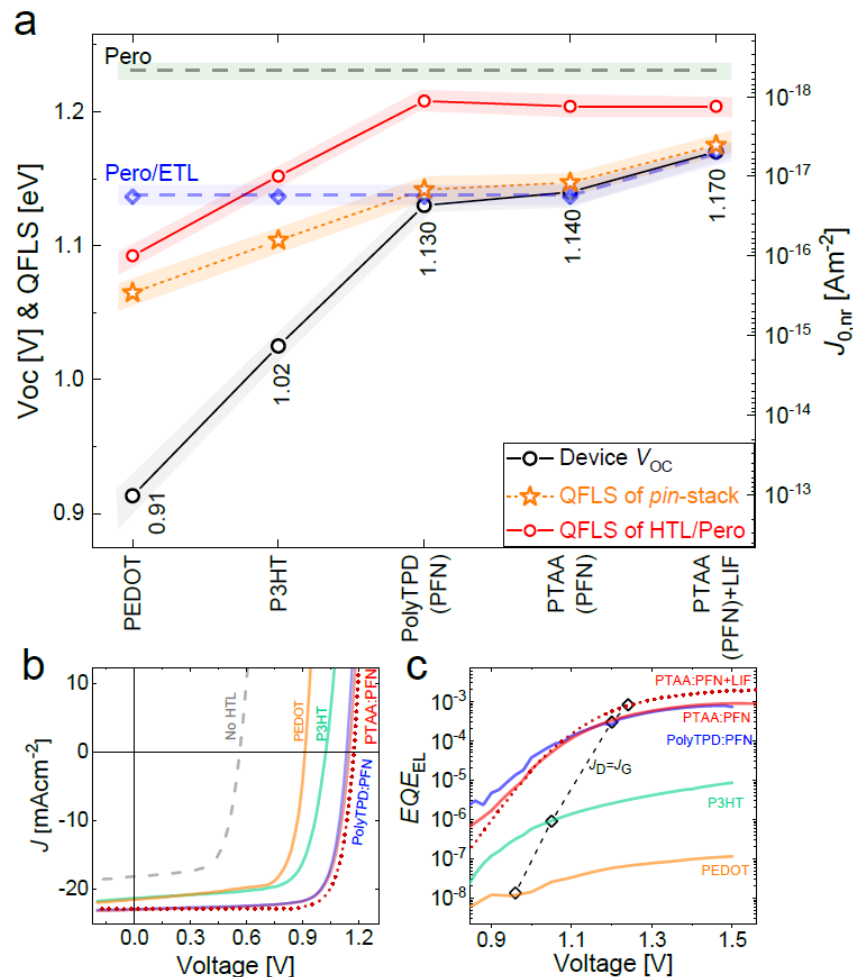 a
Pero
Pero/ETL
1.2
1.1
1.0
0.9
Voc [V] & QFLS [eV]
10-18
10-17
10-16
10-15
10-14
10-13
J0,nr [Am-2]
0.91
1.02
1.130
1.140
1.170
Device VOC
QFLS of pin-stack
QFLS of HTL/Pero
PEDOT
P3HT
PolyTPD
(PFN)
PTAA
(PFN)
PTAA
(PFN)+LIF
b
10
0
-10
-20
J [mAcm-2]
No HTL
PEDOT
P3HT
PTAA:PFN
PolyTPD:PFN
0.0 0.3 0.6 0.9 1.2
Voltage [V]
c
10-3
10-4
10-5
10-6
10-7
10-8
EQEEL
PTAA:PFN+LIF
PTAA:PFN
PolyTPD:PFN
JD=JG
P3HT
PEDOT
0.9 1.1 1.3 1.5
Voltage [V]